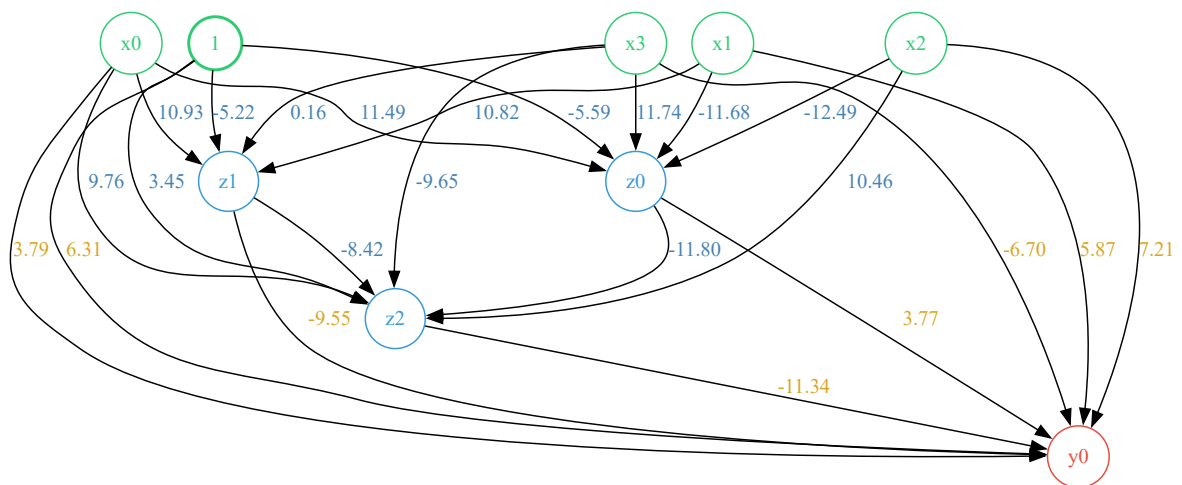 x0 1 x3 x1 x2
10.93 -5.22 0.16 11.49 10.82 -5.59 11.74 -11.68 -12.49
9.76 3.45 z1 -9.65 z0 10.46
3.79 6.31 -8.42 -11.80 -6.70 5.87 7.21
-9.55 z2 3.77
-11.34
y0